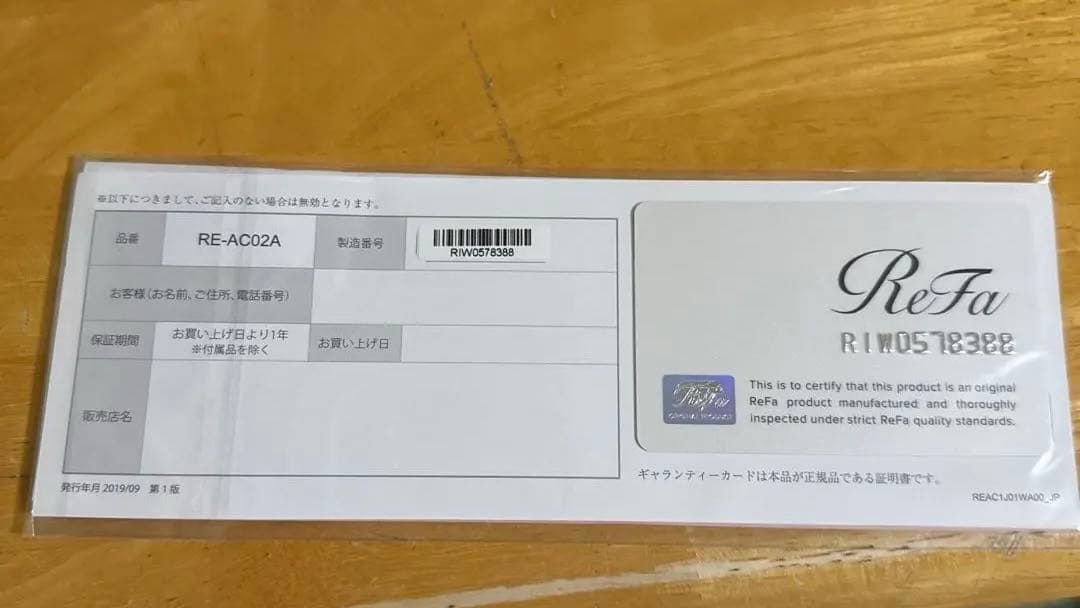 ※以下につきまして、ご記入のない場合は無効となります。
品番
RE-AC02A
製造番号
RIW0578388
お客様（お名前、ご住所、電話番号）
保証期間
お買い上げ日より1年
※付属品を除く
お買い上げ日
販売店名
発行年月 2019/09 第1版
ReFa
RIW0578388
ReFa
ORIGINAL PRODUCT
This is to certify that this product is an original
ReFa product manufactured and thoroughly
inspected under strict ReFa quality standards.
ギャランティーカードは本品が正規品である証明書です。
REAC1J01WA00_JP